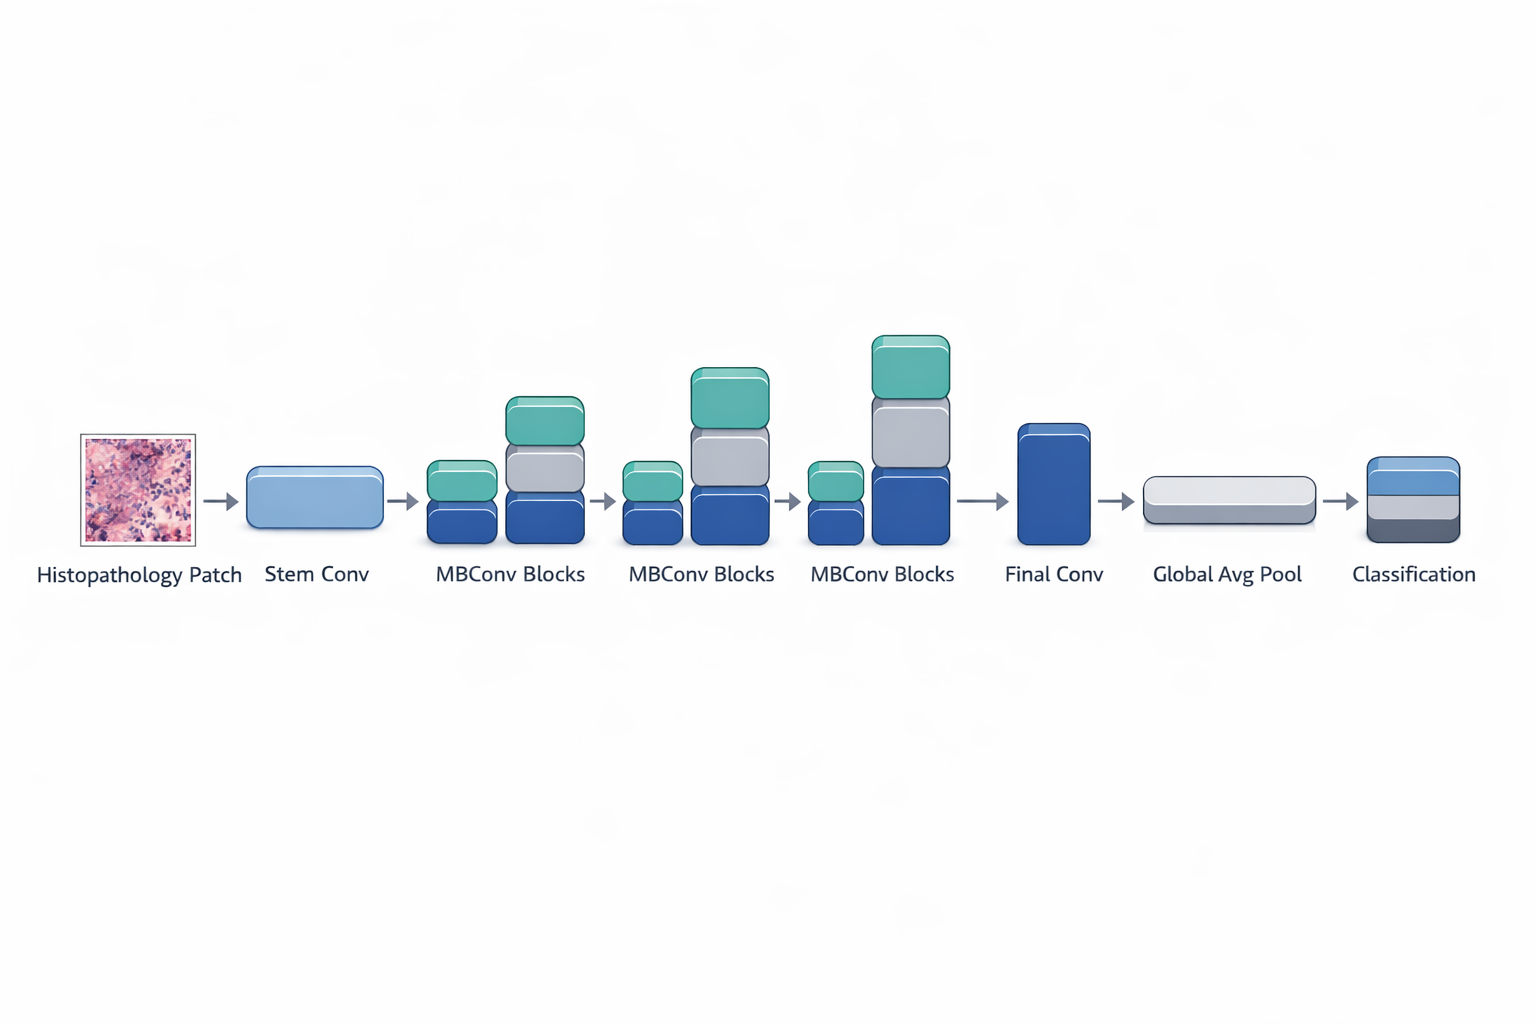 Histopathology Patch
Stem Conv
MBConv Blocks
MBConv Blocks
MBConv Blocks
Final Conv
Global Avg Pool
Classification